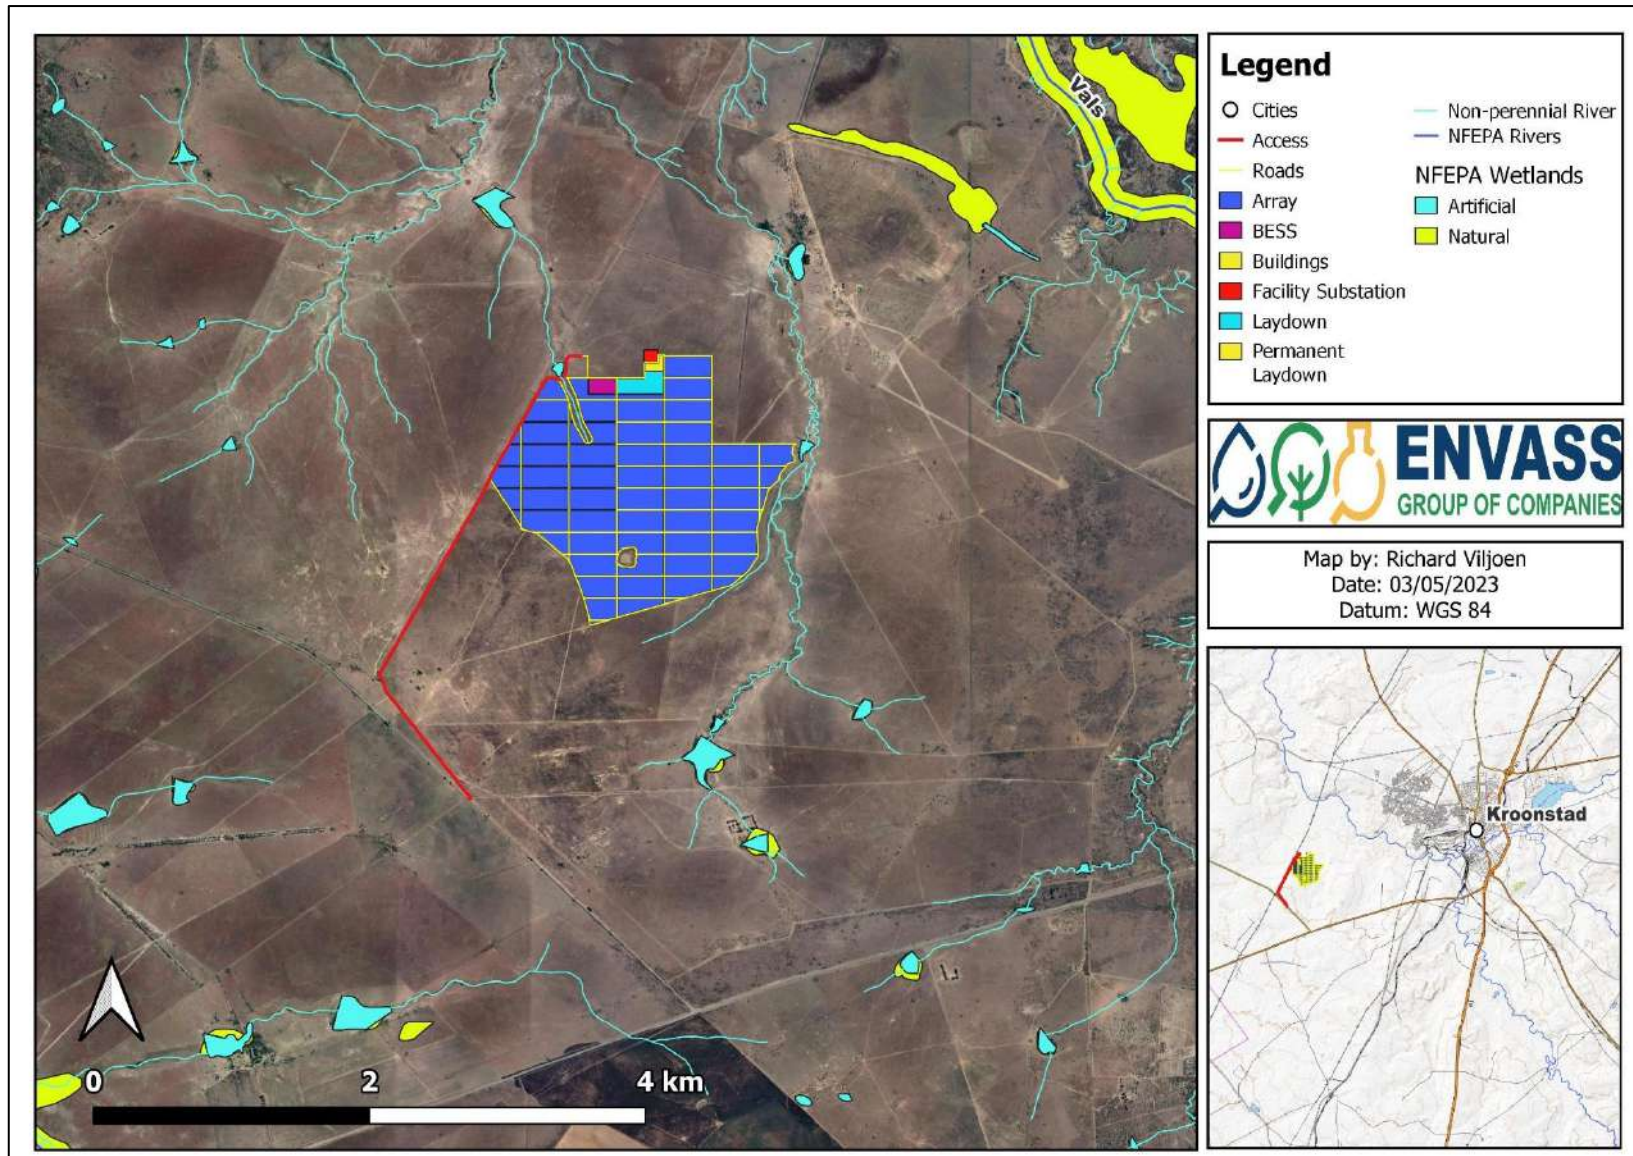 Vals
0
2
4 km
Legend
Cities
Access
Roads
Array
BESS
Buildings
Facility Substation
Laydown
Permanent
Laydown
Non-perennial River
NFEPA Rivers
NFEPA Wetlands
Artificial
Natural
ENVASS
GROUP OF COMPANIES
Map by: Richard Viljoen
Date: 03/05/2023
Datum: WGS 84
Kroonstad